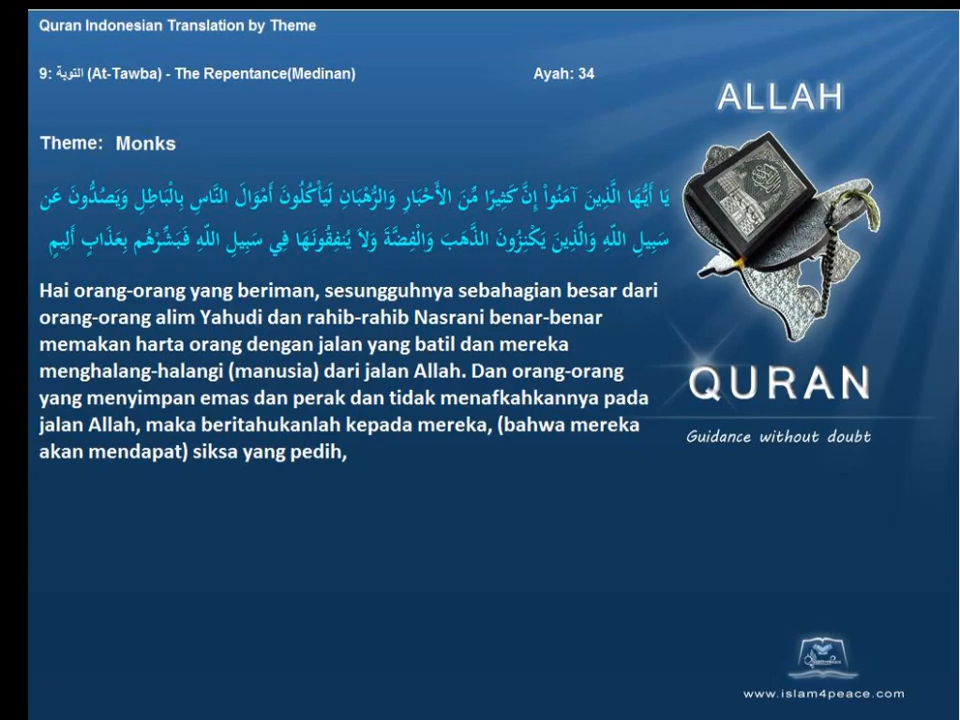 Quran Indonesian Translation by Theme
9: التوبة (At-Tawba) - The Repentance(Medinan)
Ayah: 34
Theme: Monks
يَا أَيُّهَا الَّذِينَ آمَنُواْ إِنَّ كَثِيرًا مِّنَ الأَحْبَارِ وَالرُّهْبَانِ لَيَأْكُلُونَ أَمْوَالَ النَّاسِ بِالْبَاطِلِ وَيَصُدُّونَ عَن
سَبِيلِ اللّهِ وَالَّذِينَ يَكْنِزُونَ الذَّهَبَ وَالْفِضَّةَ وَلاَ يُنفِقُونَهَا فِي سَبِيلِ اللّهِ فَبَشِّرْهُم بِعَذَابٍ أَلِيمٍ
Hai orang-orang yang beriman, sesungguhnya sebahagian besar dari
orang-orang alim Yahudi dan rahib-rahib Nasrani benar-benar
memakan harta orang dengan jalan yang batil dan mereka
menghalang-halangi (manusia) dari jalan Allah. Dan orang-orang
yang menyimpan emas dan perak dan tidak menafkahkannya pada
jalan Allah, maka beritahukanlah kepada mereka, (bahwa mereka
akan mendapat) siksa yang pedih,
ALLAH
QURAN
Guidance without doubt
www.islam4peace.com